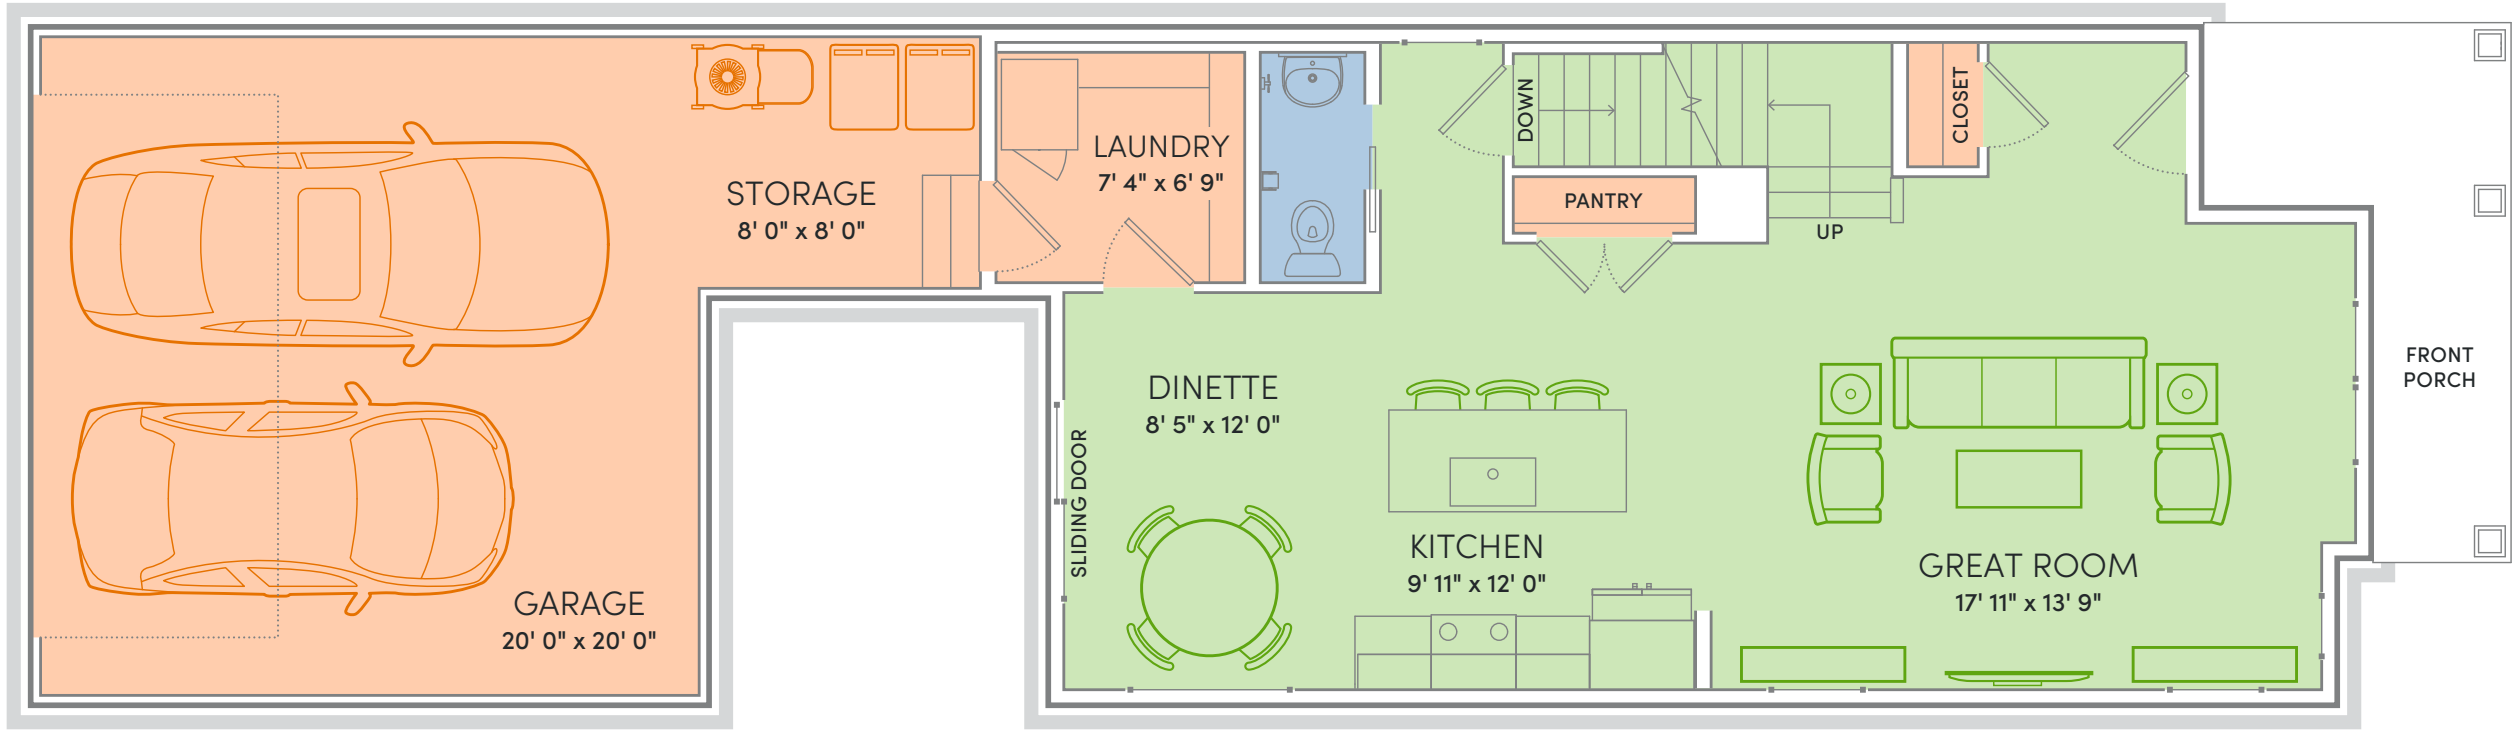 STORAGE
8' 0" x 8' 0"
LAUNDRY
7' 4" x 6' 9"
DOWN
PANTRY
UP
CLOSET
FRONT
PORCH
GARAGE
20' 0" x 20' 0"
SLIDING DOOR
DINETTE
8' 5" x 12' 0"
KITCHEN
9' 11" x 12' 0"
GREAT ROOM
17' 11" x 13' 9"